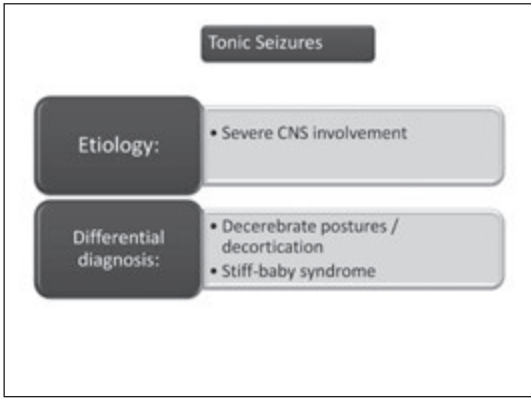 Tonic Seizures
Etiology:
• Severe CNS involvement
Differential
diagnosis:
• Decerebrate postures /
decortication
• Stiff-baby syndrome